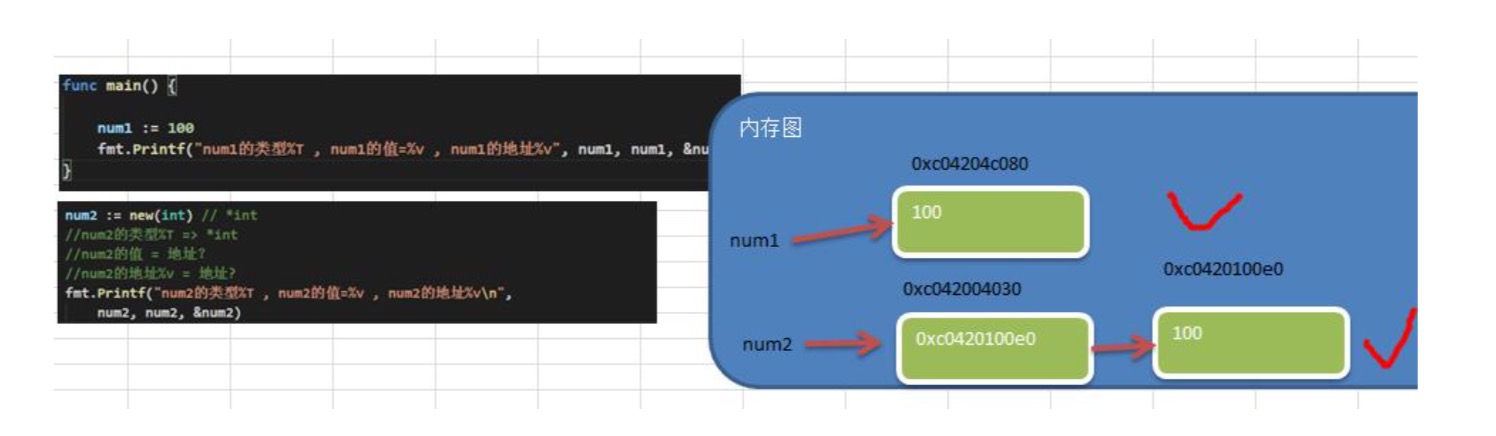 func main() {
num1 := 100
fmt.Printf("num1的类型%T , num1的值=%v , num1的地址%v", num1, num1, &nu
}
num2 := new(int) // *int
//num2的类型%T => *int
//num2的值 = 地址?
//num2的地址%v = 地址?
fmt.Printf("num2的类型%T , num2的值=%v , num2的地址%v\n",
num2, num2, &num2)
内存图
0xc04204c080
100
num1
0xc0420100e0
0xc042004030
num2
0xc0420100e0
100